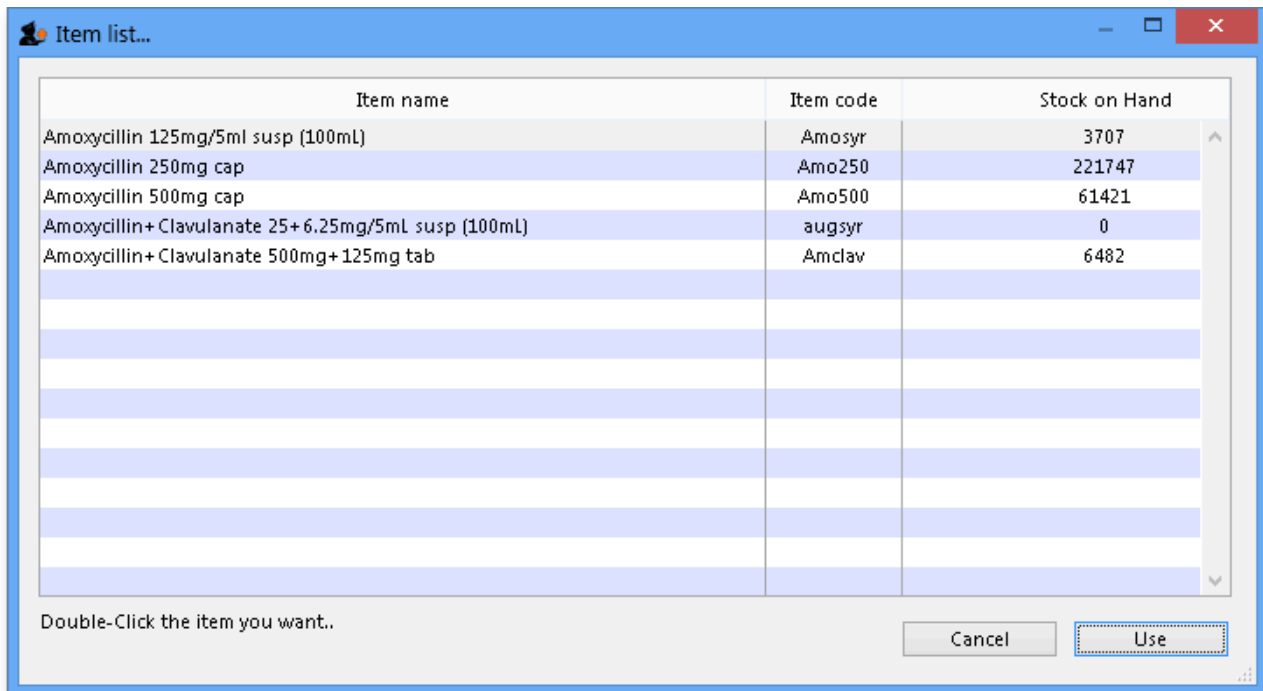 Item list...
Item name Item code Stock on Hand
Amoxycillin 125mg/5ml susp (100mL) Amosyr 3707
Amoxycillin 250mg cap Amo250 221747
Amoxycillin 500mg cap Amo500 61421
Amoxycillin+Clavulanate 25+6.25mg/5mL susp (100mL) augsyr 0
Amoxycillin+Clavulanate 500mg+125mg tab Amclav 6482
Double-Click the item you want..
Cancel Use